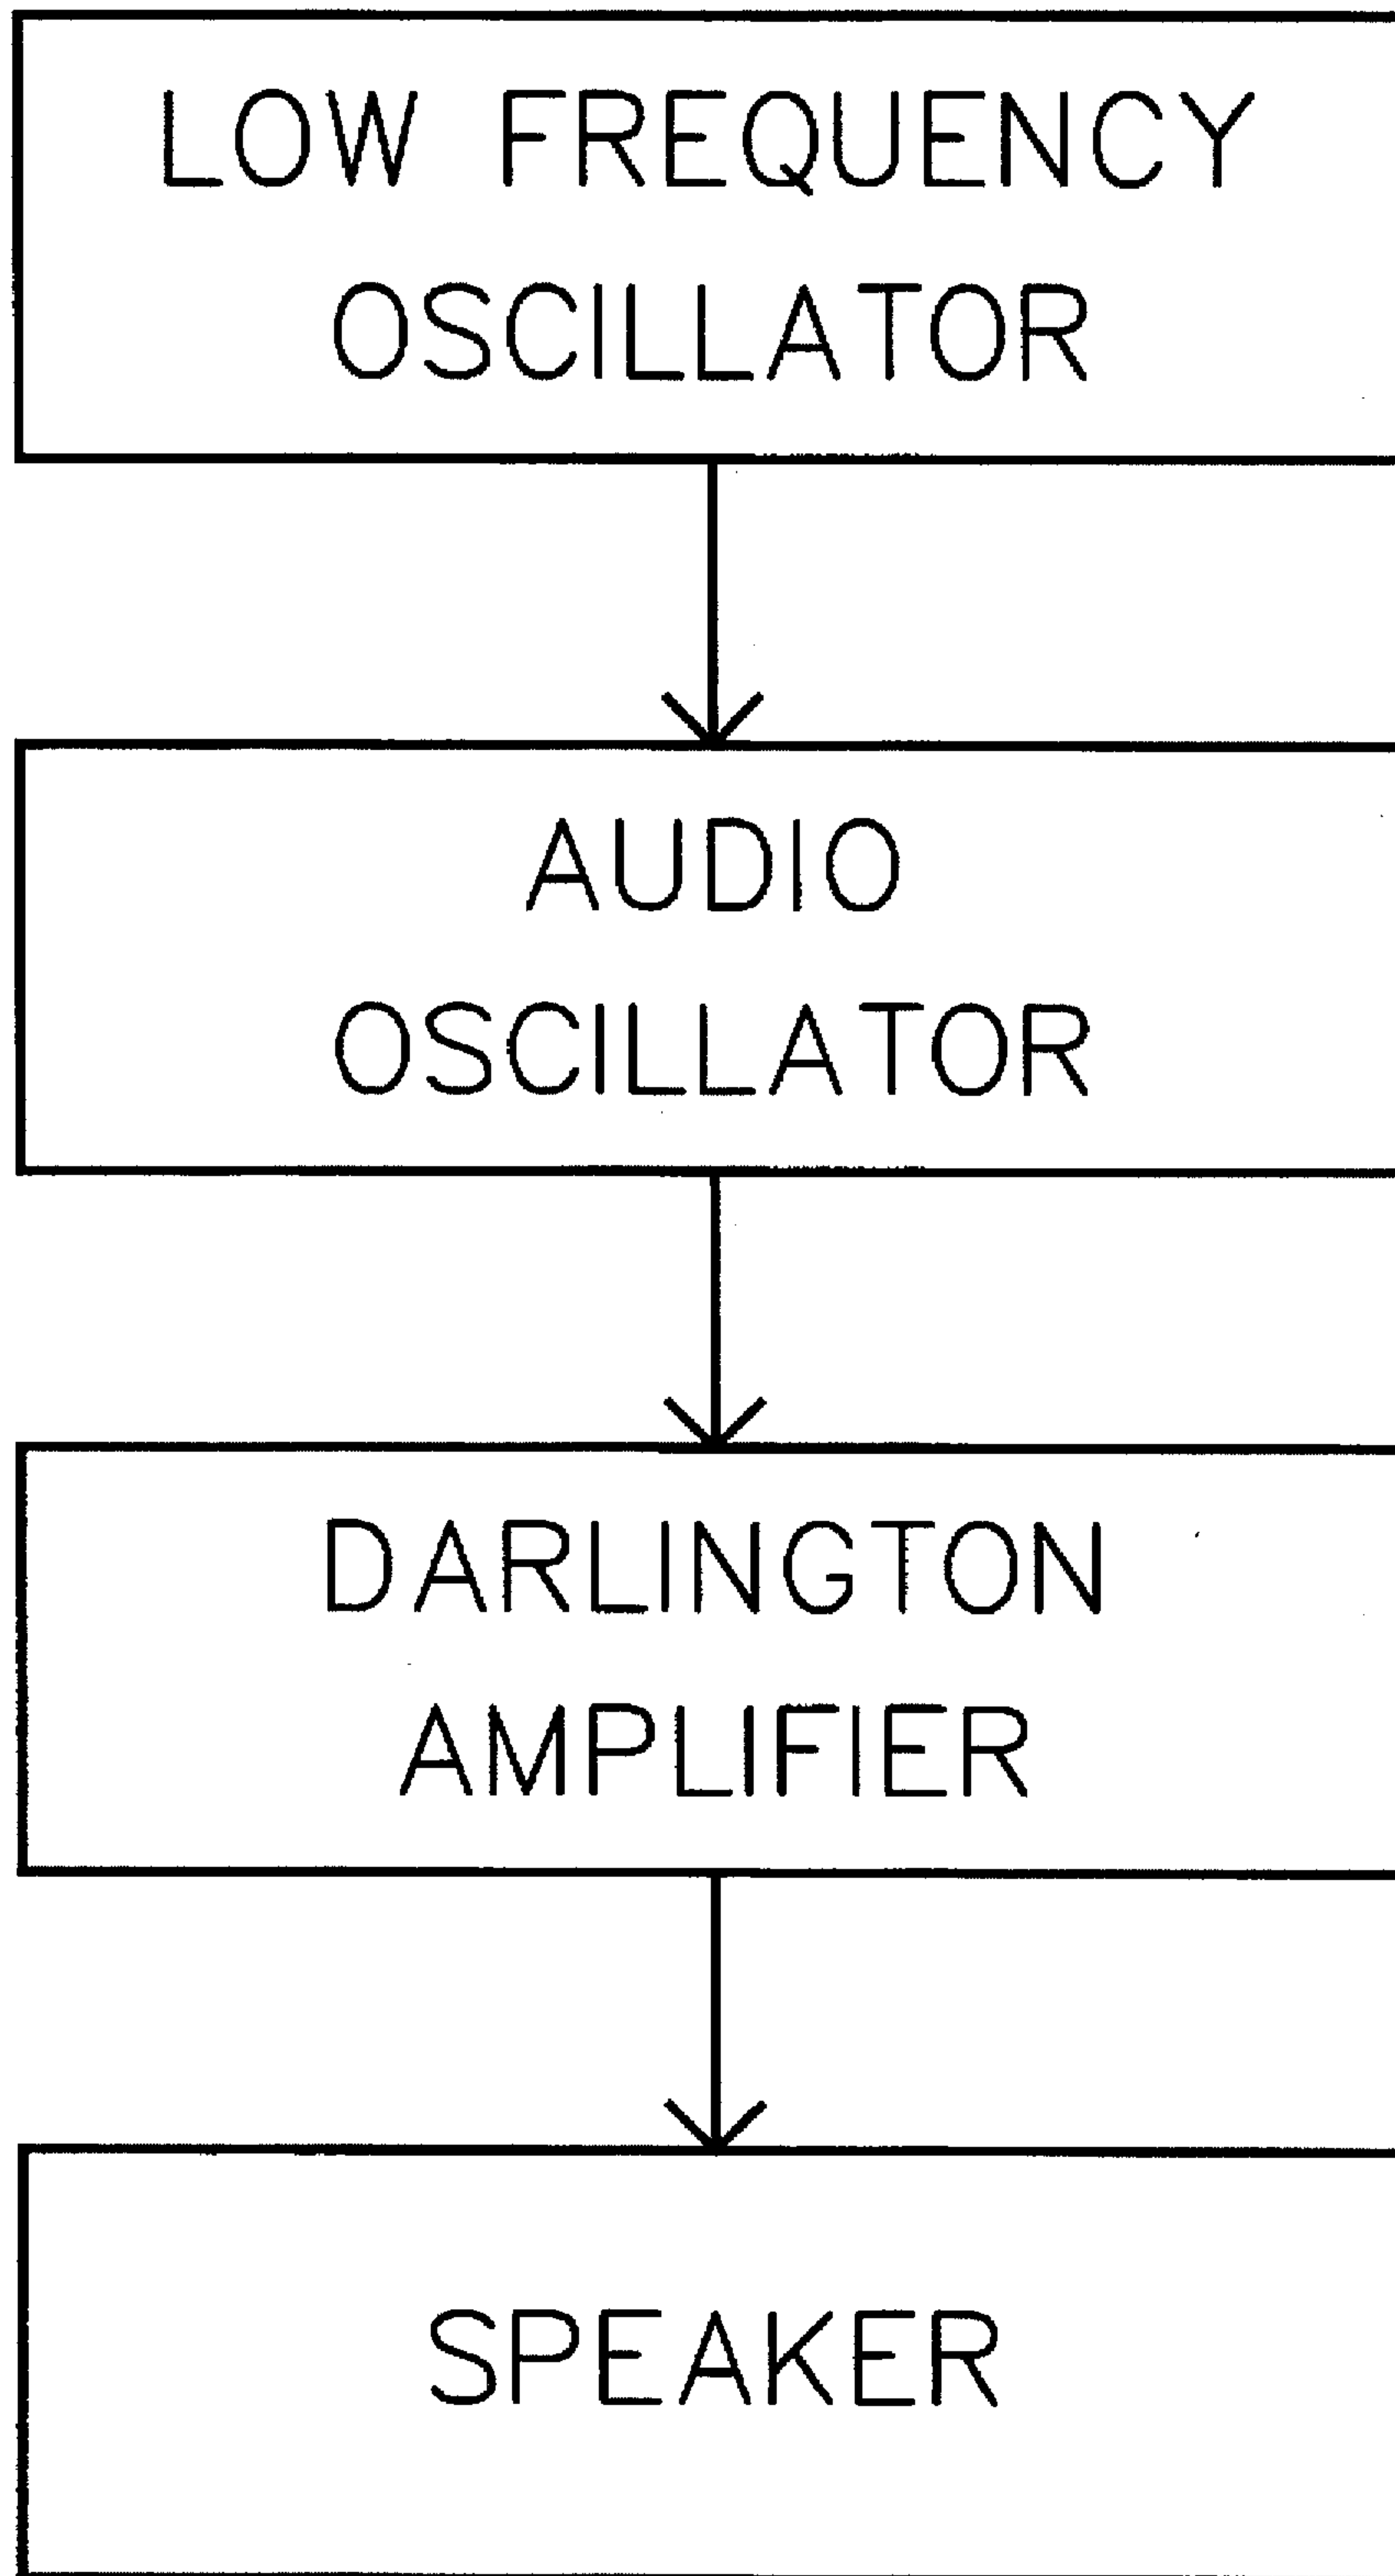 LOW FREQUENCY
OSCILLATOR
AUDIO
OSCILLATOR
DARLINGTON
AMPLIFIER
SPEAKER